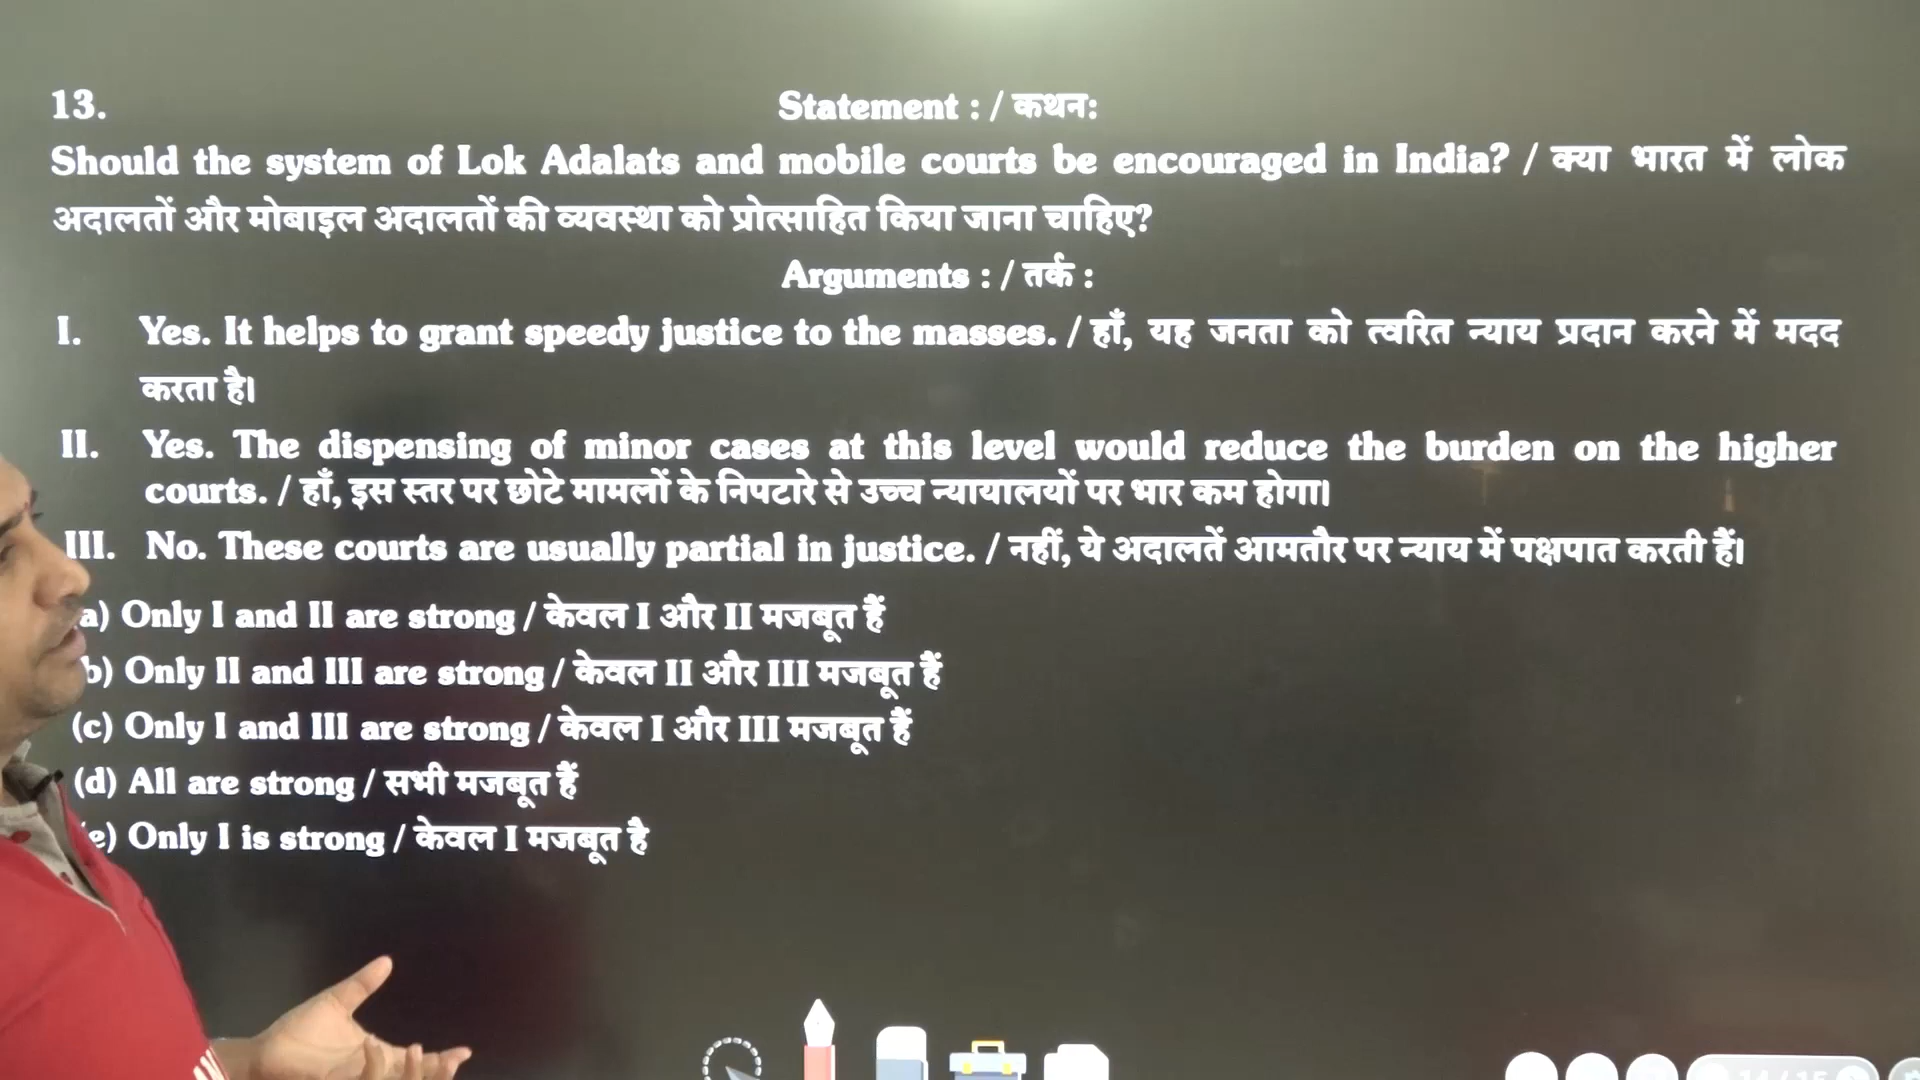 13.
Statement : / कथन:
Should the system of Lok Adalats and mobile courts be encouraged in India? / क्या भारत में लोक
अदालतों और मोबाइल अदालतों की व्यवस्था को प्रोत्साहित किया जाना चाहिए?
Arguments : / तर्क :
I. Yes. It helps to grant speedy justice to the masses. / हाँ, यह जनता को त्वरित न्याय प्रदान करने में मदद
करता है।
II. Yes. The dispensing of minor cases at this level would reduce the burden on the higher
courts. / हाँ, इस स्तर पर छोटे मामलों के निपटारे से उच्च न्यायालयों पर भार कम होगा।
III. No. These courts are usually partial in justice. / नहीं, ये अदालतें आमतौर पर न्याय में पक्षपात करती हैं।
a) Only I and II are strong / केवल I और II मजबूत हैं
b) Only II and III are strong / केवल II और III मजबूत हैं
(c) Only I and III are strong / केवल I और III मजबूत हैं
(d) All are strong / सभी मजबूत हैं
e) Only I is strong / केवल I मजबूत है